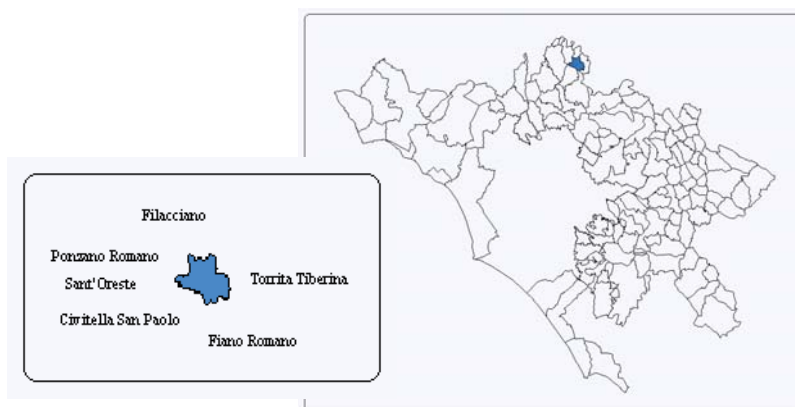 Filacciano
Ponzano Romano
Sant'Oreste
Torrita Tiberina
Civitella San Paolo
Fiano Romano